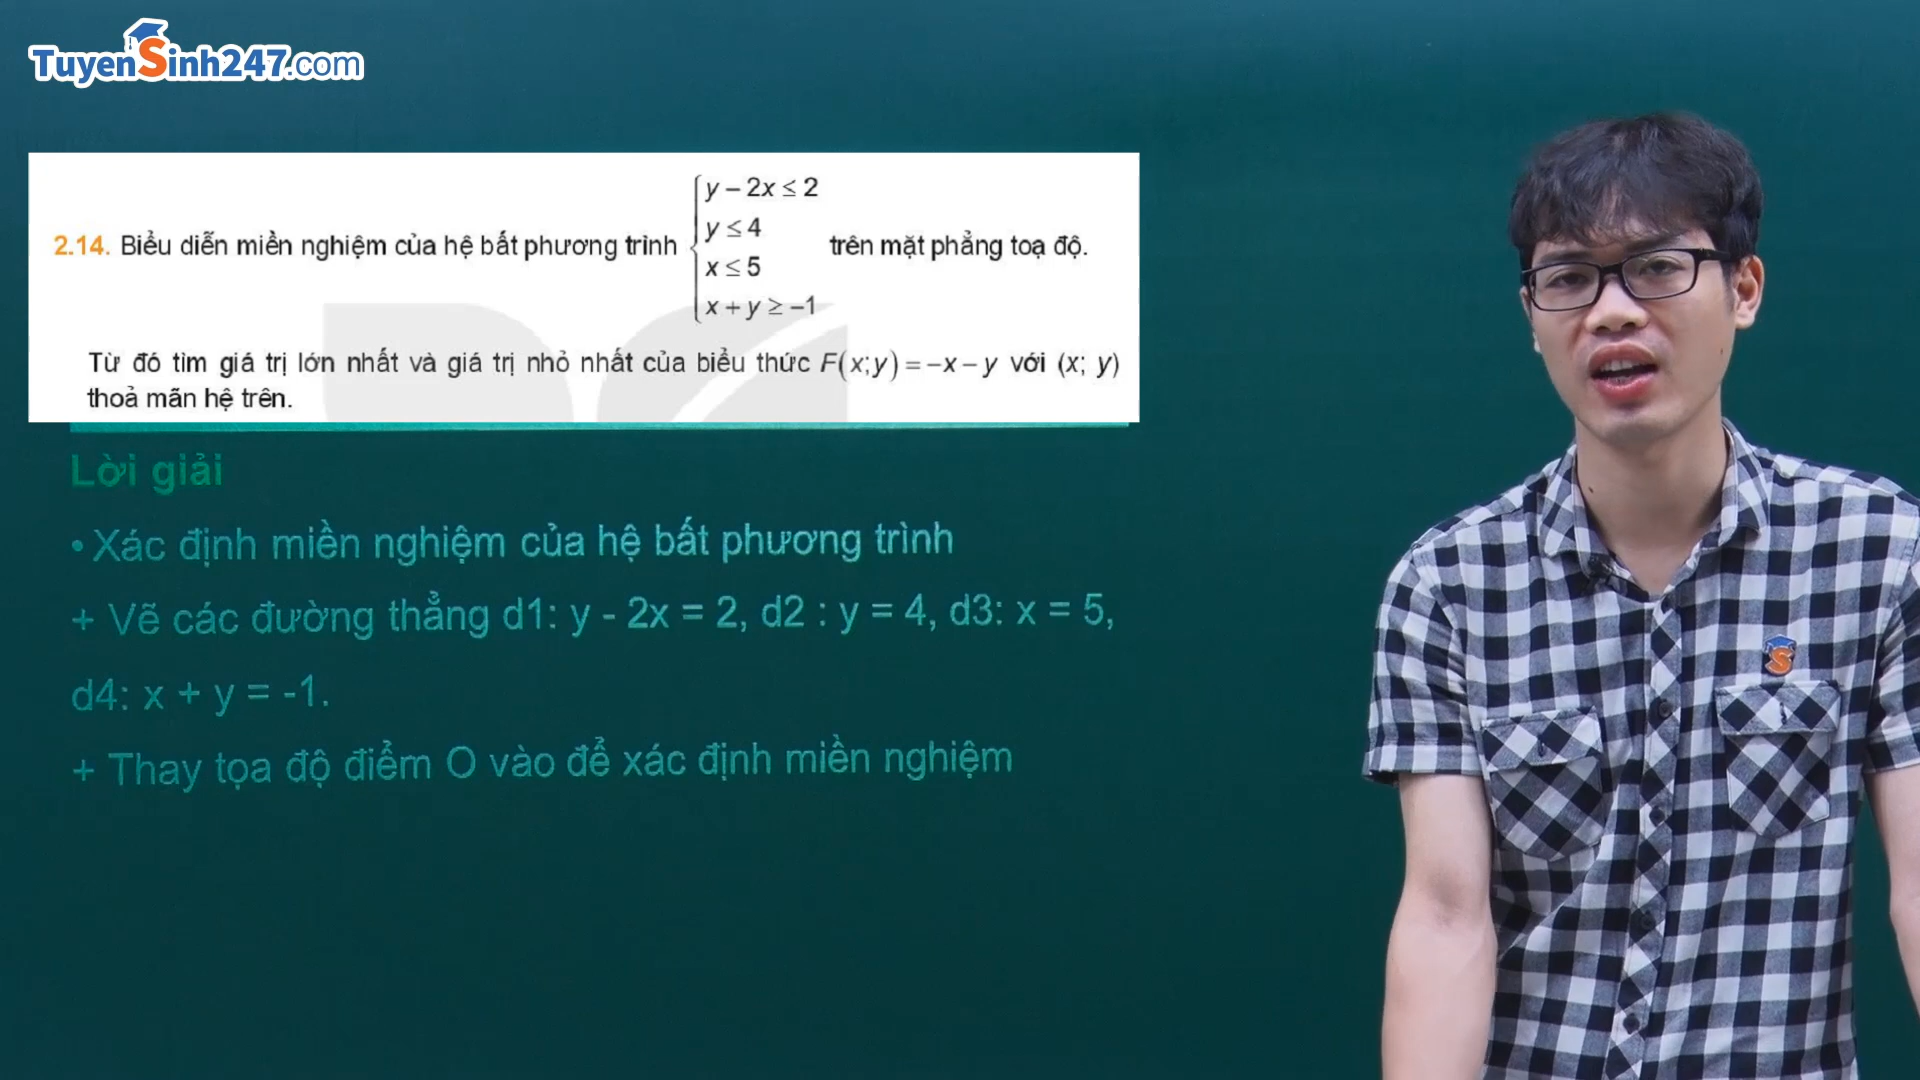 TuyenSinh247.com
2.14. Biểu diễn miền nghiệm của hệ bất phương trình { y – 2x ≤ 2
y ≤ 4
x ≤ 5
x + y ≥ –1
trên mặt phẳng toạ độ.
Từ đó tìm giá trị lớn nhất và giá trị nhỏ nhất của biểu thức F(x;y) = –x – y với (x; y)
thoả mãn hệ trên.
Lời giải
• Xác định miền nghiệm của hệ bất phương trình
+ Vẽ các đường thẳng d1: y - 2x = 2, d2 : y = 4, d3: x = 5,
d4: x + y = -1.
+ Thay tọa độ điểm O vào để xác định miền nghiệm
S